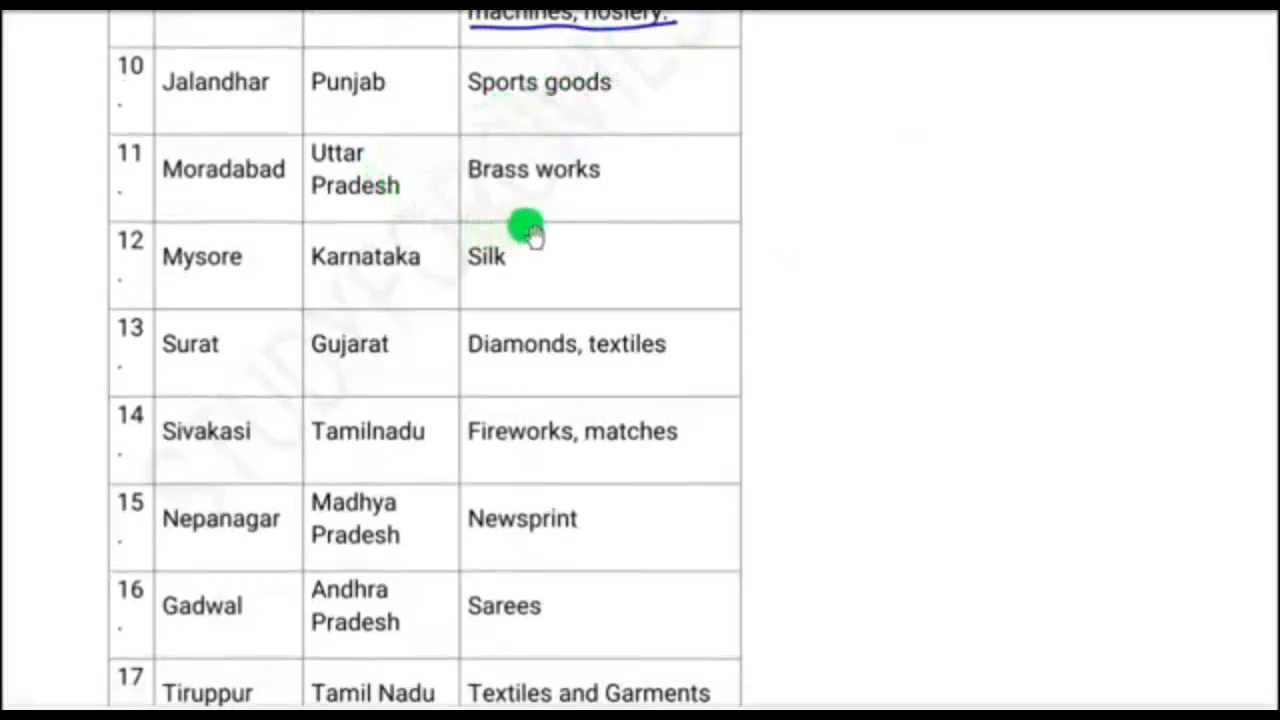 machines, hosiery.
10 Jalandhar Punjab Sports goods
.
11 Moradabad Uttar Pradesh Brass works
.
12 Mysore Karnataka Silk
.
13 Surat Gujarat Diamonds, textiles
.
14 Sivakasi Tamilnadu Fireworks, matches
.
15 Nepanagar Madhya Pradesh Newsprint
.
16 Gadwal Andhra Pradesh Sarees
.
17 Tiruppur Tamil Nadu Textiles and Garments